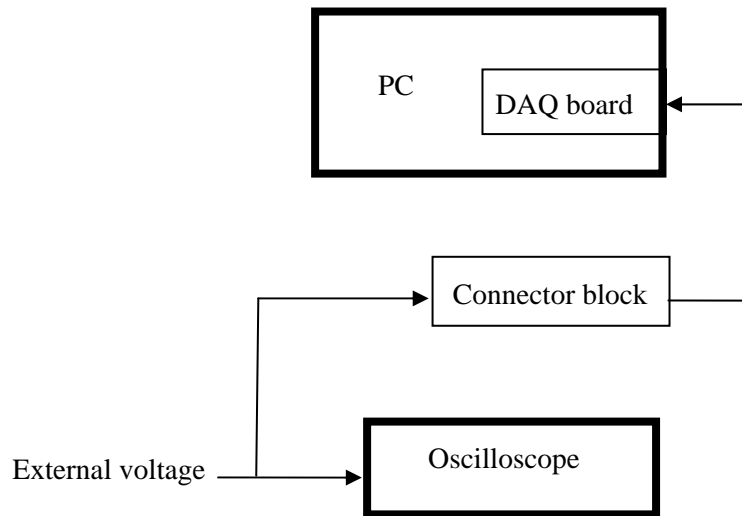 PC
DAQ board
Connector block
Oscilloscope
External voltage